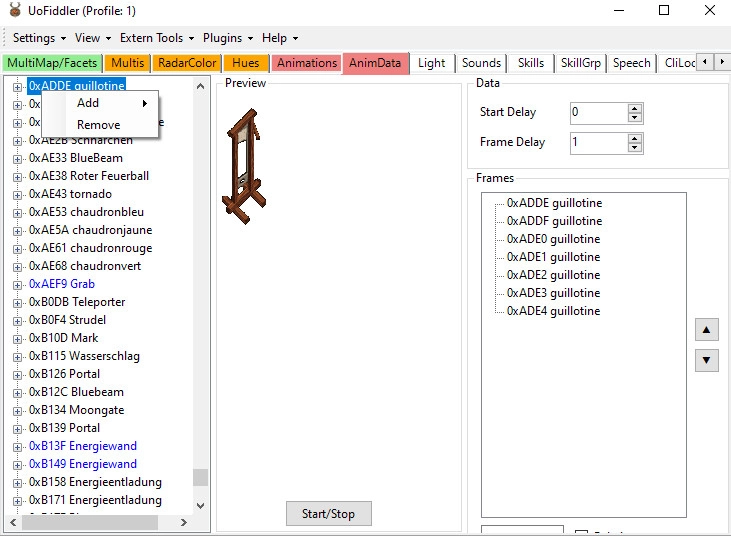 UoFiddler (Profile: 1)
Settings View Extern Tools Plugins Help
MultiMap/Facets Multis RadarColor Hues Animations AnimData Light Sounds Skills SkillGrp Speech CliLoc
0xADDE guillotine
Add
Remove
0xAE2B Schnarchen
0xAE33 BlueBeam
0xAE38 Roter Feuerball
0xAE43 tornado
0xAE53 chaudronbleu
0xAE5A chaudronjaune
0xAE61 chaudronrouge
0xAE68 chaudronvert
0xAEF9 Grab
0xB0DB Teleporter
0xB0F4 Strudel
0xB10D Mark
0xB115 Wasserschlag
0xB126 Portal
0xB12C Bluebeam
0xB134 Moongate
0xB139 Portal
0xB13F Energiewand
0xB149 Energiewand
0xB158 Energieentladung
0xB171 Energieentladung
Preview
Start/Stop
Data
Start Delay 0
Frame Delay 1
Frames
0xADDE guillotine
0xADDF guillotine
0xADE0 guillotine
0xADE1 guillotine
0xADE2 guillotine
0xADE3 guillotine
0xADE4 guillotine